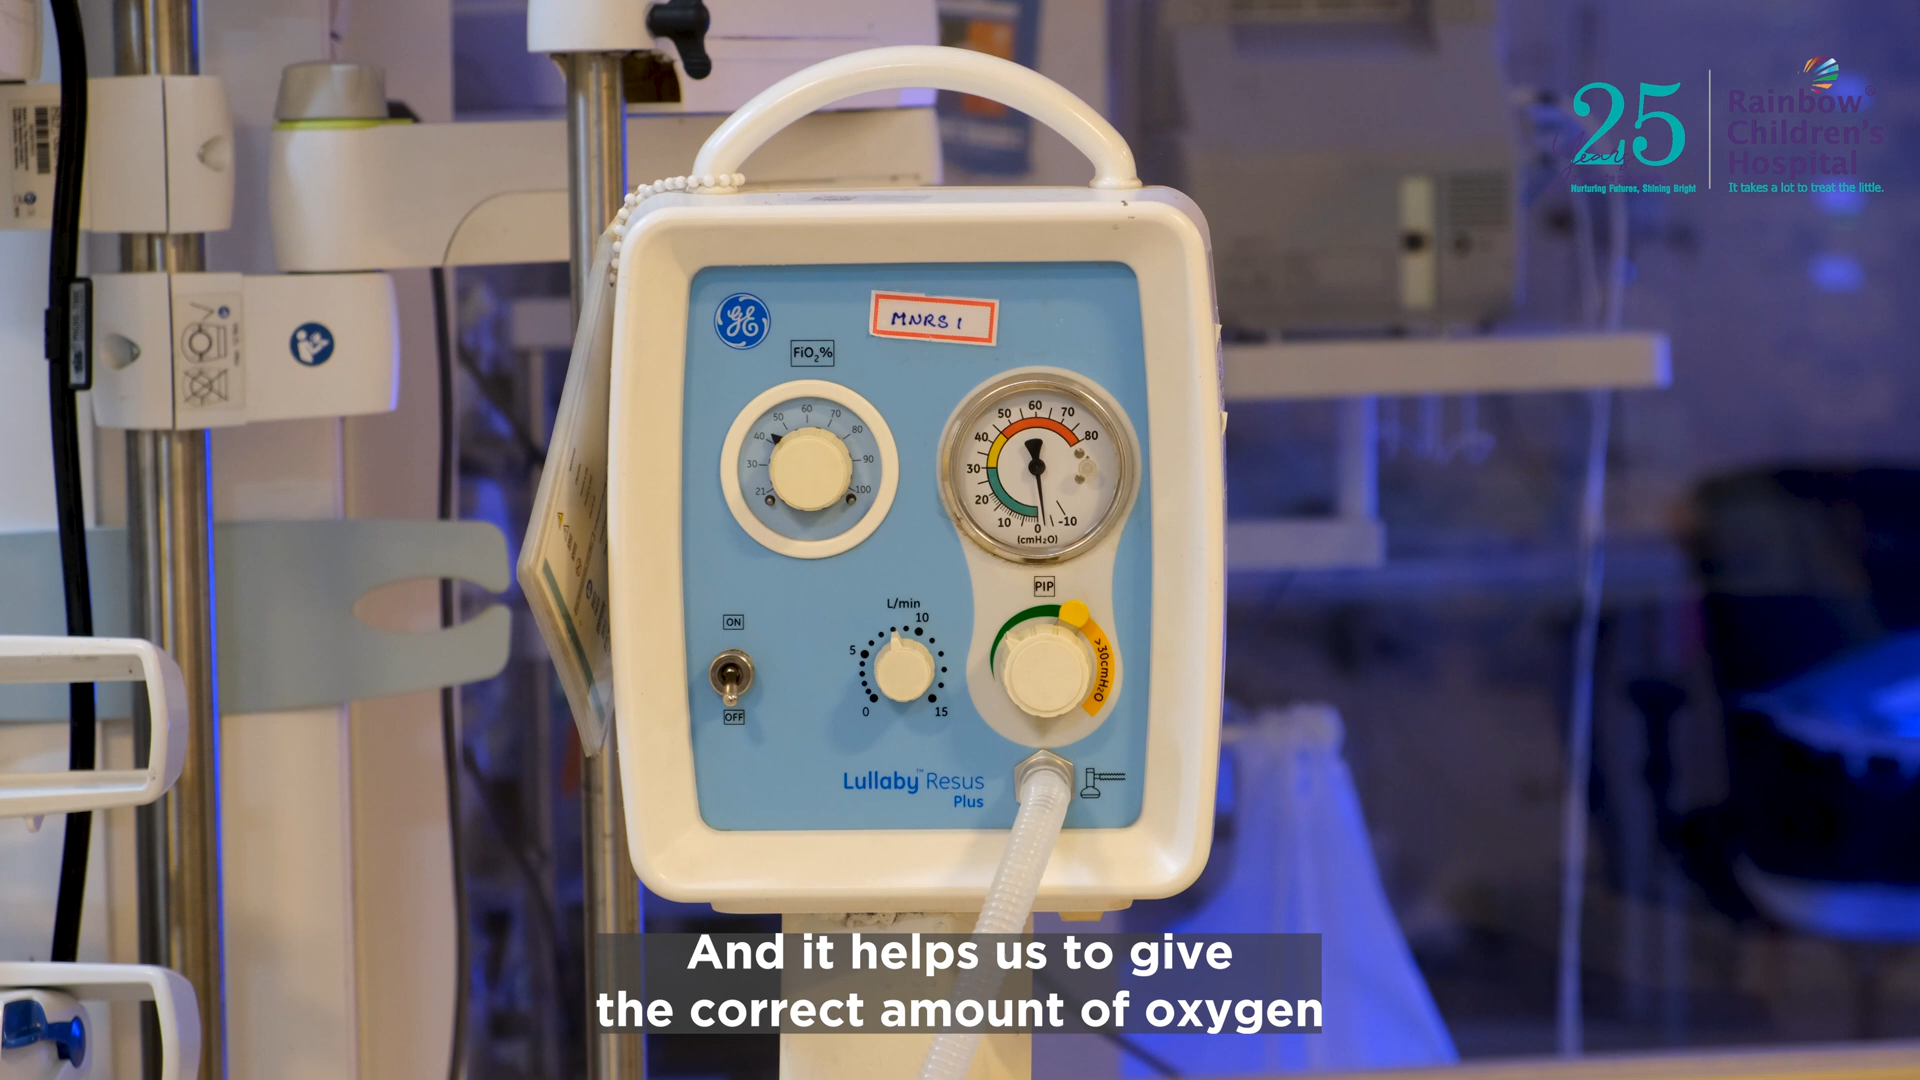 25
Years
Nurturing Futures, Shining Bright
Rainbow®
Children's
Hospital
It takes a lot to treat the little.
GE
MNRS 1
FiO2%
21
30
40
50
60
70
80
90
100
-10
0
10
20
30
40
50
60
70
80
(cmH2O)
PIP
>30cmH2O
L/min
0
5
10
15
ON
OFF
Lullaby™ Resus
Plus
And it helps us to give
the correct amount of oxygen